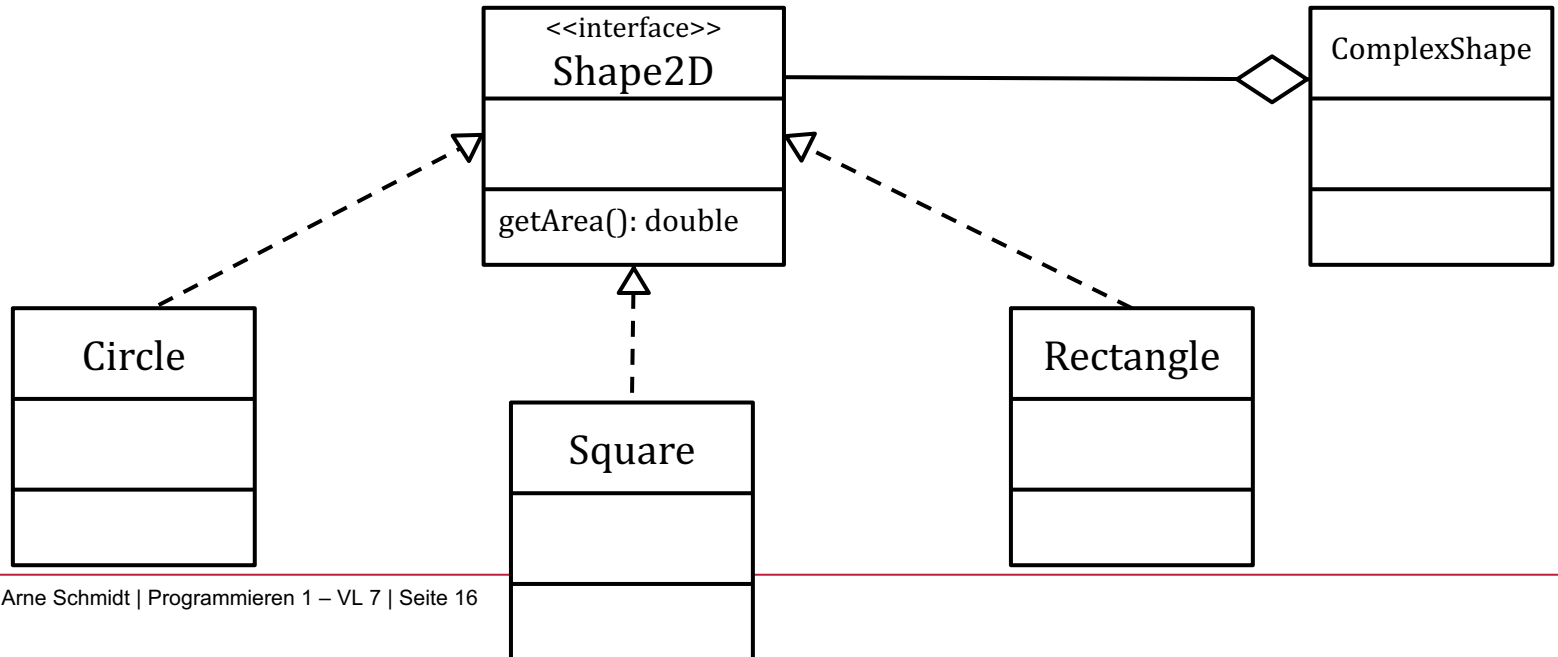 <<interface>>
Shape2D
ComplexShape
getArea(): double
Circle
Rectangle
Square
Arne Schmidt | Programmieren 1 – VL 7 | Seite 16